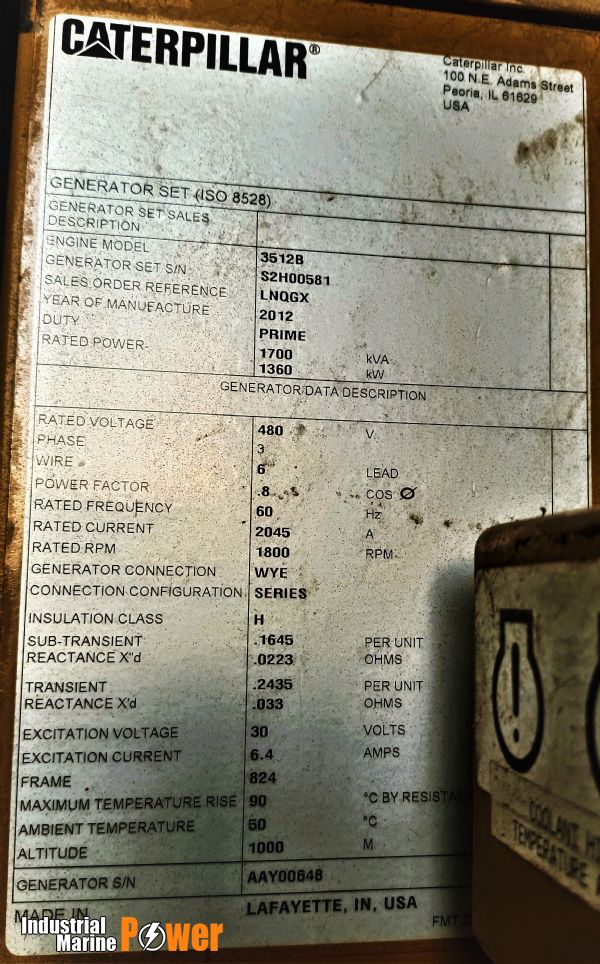 CATERPILLAR®
Caterpillar Inc.
100 N.E. Adams Street
Peoria, IL 61629
USA
GENERATOR SET (ISO 8528)
GENERATOR SET SALES
DESCRIPTION
ENGINE MODEL 3512B
GENERATOR SET S/N S2H00581
SALES ORDER REFERENCE LNQGX
YEAR OF MANUFACTURE 2012
DUTY PRIME
RATED POWER 1700 kVA
1360 kW
GENERATOR DATA DESCRIPTION
RATED VOLTAGE 480 V
PHASE 3
WIRE 6 LEAD
POWER FACTOR .8 COS Ø
RATED FREQUENCY 60 Hz
RATED CURRENT 2045 A
RATED RPM 1800 RPM
GENERATOR CONNECTION WYE
CONNECTION CONFIGURATION SERIES
INSULATION CLASS H
SUB-TRANSIENT .1645 PER UNIT
REACTANCE X"d .0223 OHMS
TRANSIENT .2435 PER UNIT
REACTANCE X'd .033 OHMS
EXCITATION VOLTAGE 30 VOLTS
EXCITATION CURRENT 6.4 AMPS
FRAME 824
MAXIMUM TEMPERATURE RISE 90 °C BY
AMBIENT TEMPERATURE 50 °C
ALTITUDE 1000 M
GENERATOR S/N AAY00648
MADE IN LAFAYETTE, IN, USA
FMT
COOLANT
TEMPERATURE
Industrial
Marine Power